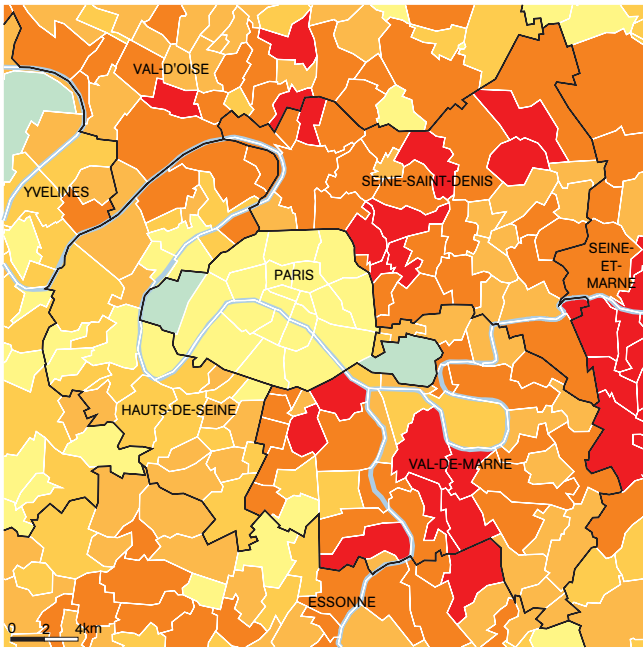 VAL-D'OISE
YVELINES
SEINE-SAINT-DENIS
SEINE-
ET-
MARNE
PARIS
HAUTS-DE-SEINE
VAL-DE-MARNE
ESSONNE
0 2 4km